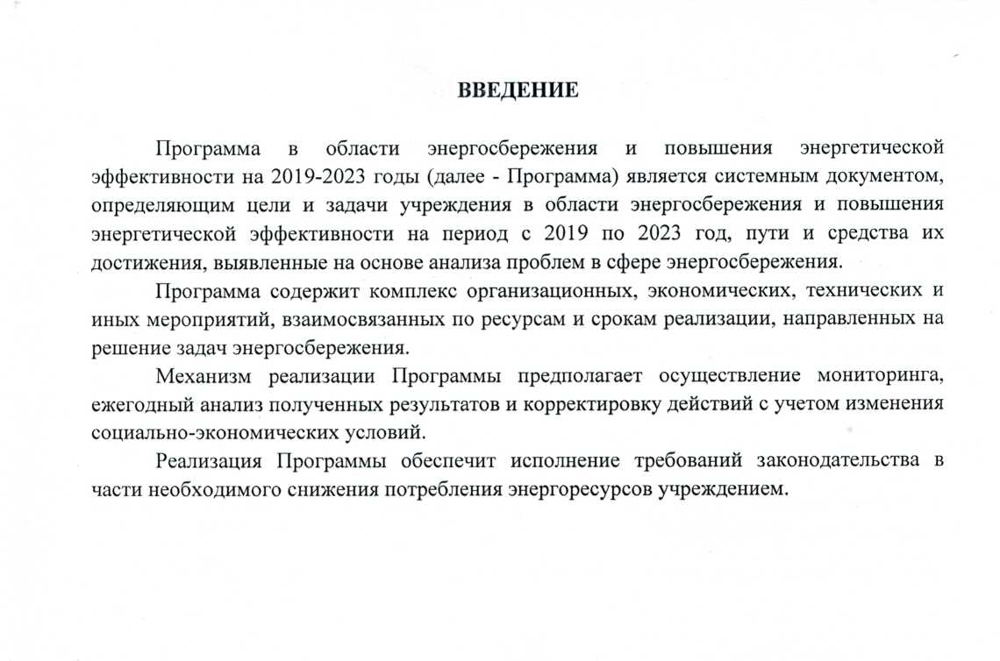 ВВЕДЕНИЕ
Программа в области энергосбережения и повышения энергетической
эффективности на 2019-2023 годы (далее - Программа) является системным документом,
определяющим цели и задачи учреждения в области энергосбережения и повышения
энергетической эффективности на период с 2019 по 2023 год, пути и средства их
достижения, выявленные на основе анализа проблем в сфере энергосбережения.
Программа содержит комплекс организационных, экономических, технических и
иных мероприятий, взаимосвязанных по ресурсам и срокам реализации, направленных на
решение задач энергосбережения.
Механизм реализации Программы предполагает осуществление мониторинга,
ежегодный анализ полученных результатов и корректировку действий с учетом изменения
социально-экономических условий.
Реализация Программы обеспечит исполнение требований законодательства в
части необходимого снижения потребления энергоресурсов учреждением.